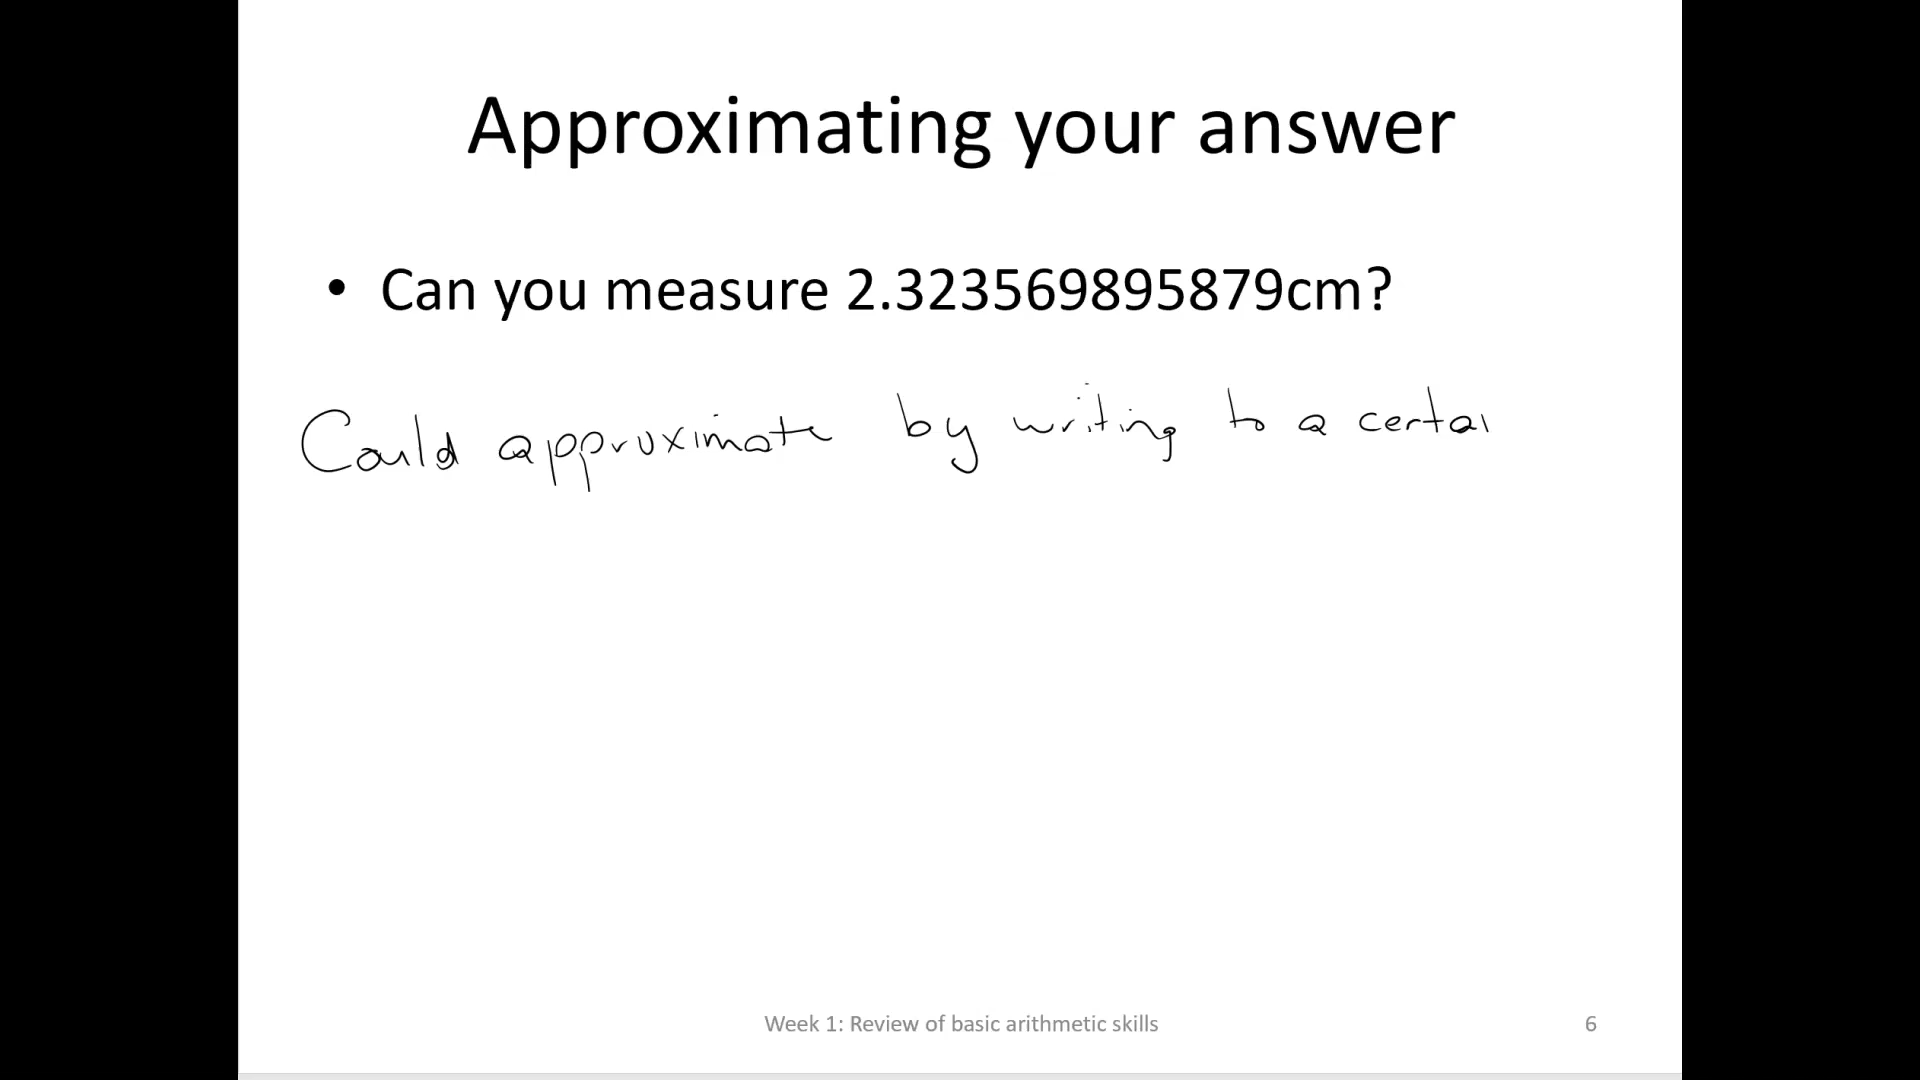 Approximating your answer
• Can you measure 2.323569895879cm?
Could approximate by writing to a certai
Week 1: Review of basic arithmetic skills
6